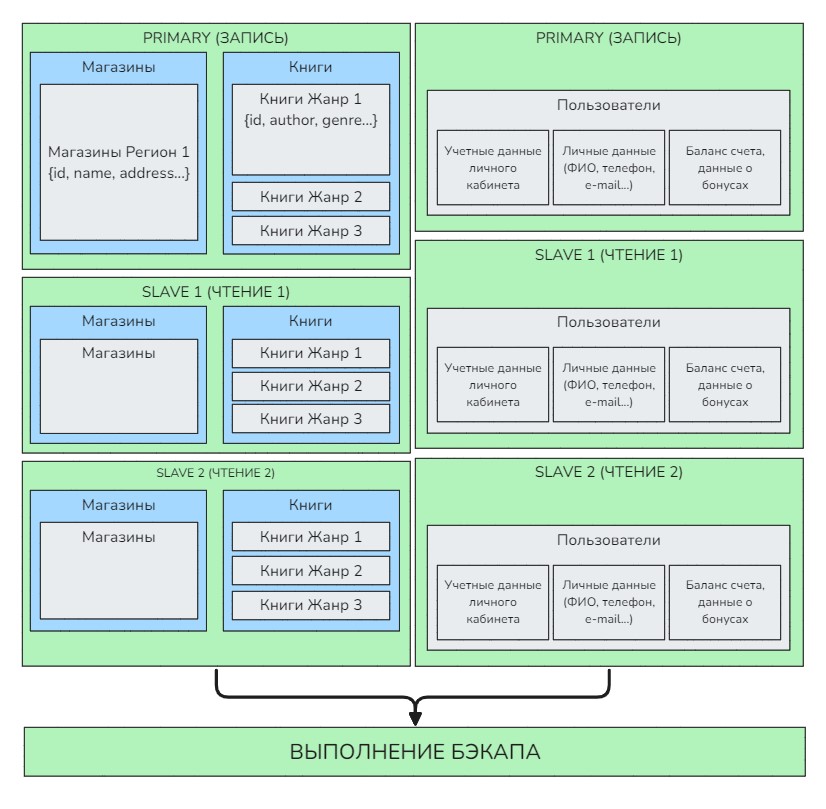 PRIMARY (ЗАПИСЬ)
Магазины
Магазины Регион 1
{id, name, address...}
Книги
Книги Жанр 1
{id, author, genre...}
Книги Жанр 2
Книги Жанр 3
SLAVE 1 (ЧТЕНИЕ 1)
Магазины
Магазины
Книги
Книги Жанр 1
Книги Жанр 2
Книги Жанр 3
SLAVE 2 (ЧТЕНИЕ 2)
Магазины
Магазины
Книги
Книги Жанр 1
Книги Жанр 2
Книги Жанр 3
PRIMARY (ЗАПИСЬ)
Пользователи
Учетные данные
личного
кабинета
Личные данные
(ФИО, телефон,
e-mail...)
Баланс счета,
данные о
бонусах
SLAVE 1 (ЧТЕНИЕ 1)
Пользователи
Учетные данные
личного
кабинета
Личные данные
(ФИО, телефон,
e-mail...)
Баланс счета,
данные о
бонусах
SLAVE 2 (ЧТЕНИЕ 2)
Пользователи
Учетные данные
личного
кабинета
Личные данные
(ФИО, телефон,
e-mail...)
Баланс счета,
данные о
бонусах
ВЫПОЛНЕНИЕ БЭКАПА